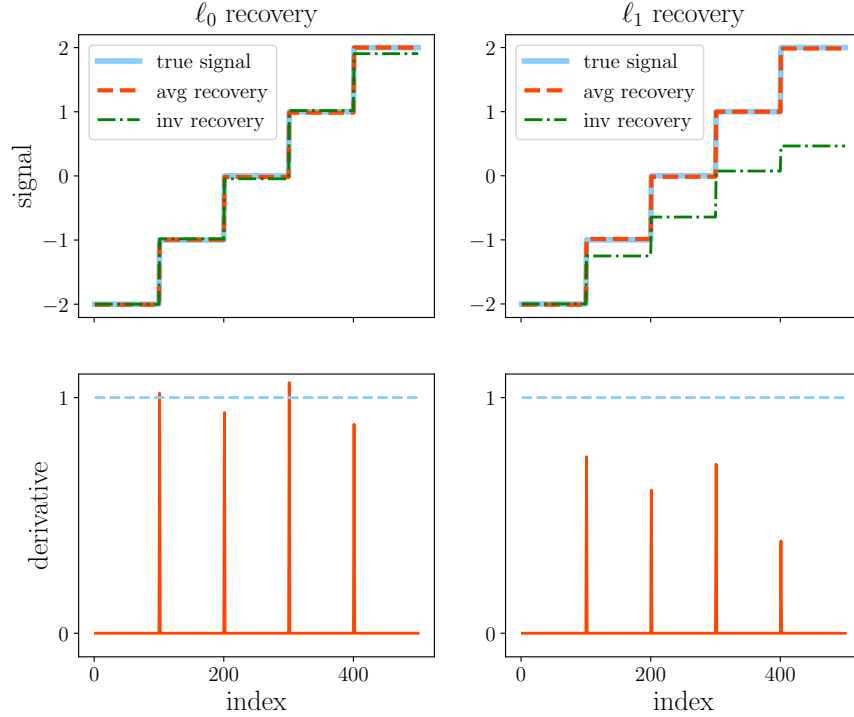 ℓ₀ recovery
ℓ₁ recovery
2
1
0
−1
−2
signal
true signal
avg recovery
inv recovery
true signal
avg recovery
inv recovery
2
1
0
−1
−2
1
0
derivative
0
200
400
index
1
0
0
200
400
index